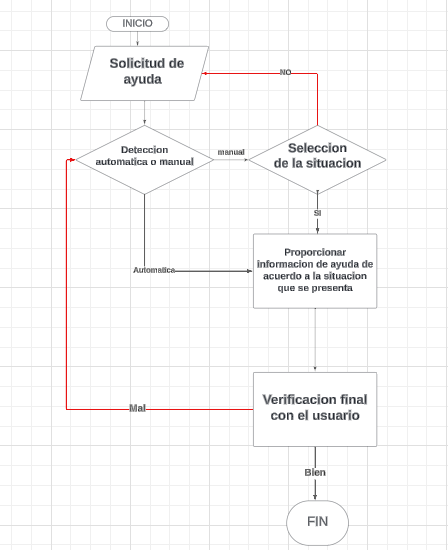 INICIO
Solicitud de
ayuda
NO
Deteccion
automatica o manual
manual
Seleccion
de la situacion
SI
Automatica
Proporcionar
informacion de ayuda de
acuerdo a la situacion
que se presenta
Verificacion final
con el usuario
Mal
Bien
FIN